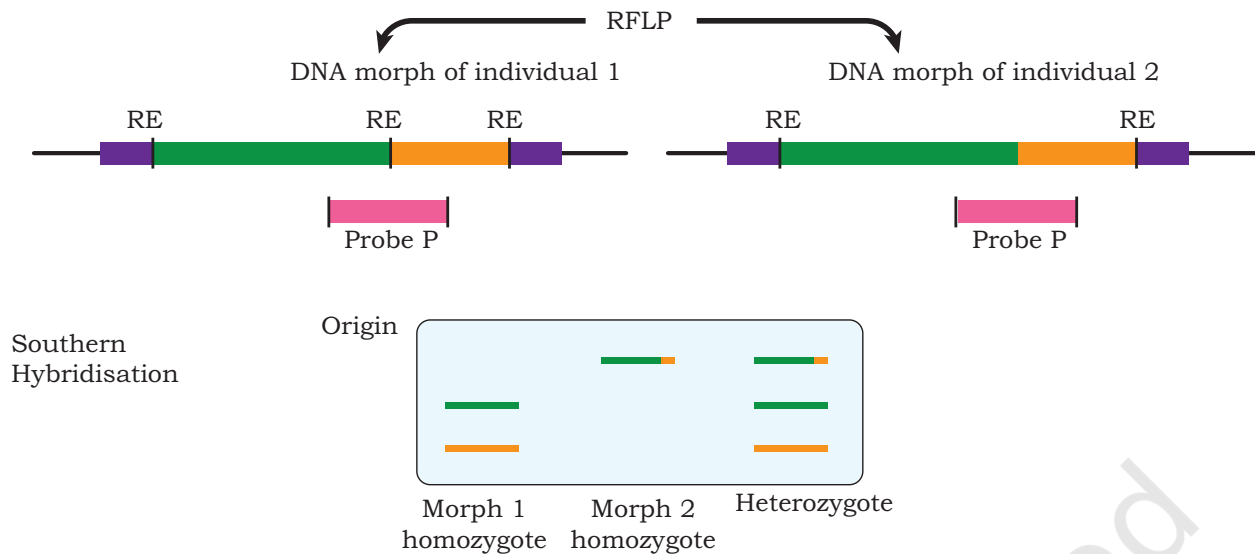 RFLP
DNA morph of individual 1
DNA morph of individual 2
RE RE RE
RE RE
Probe P
Probe P
Origin
Southern
Hybridisation
Morph 1
homozygote
Morph 2
homozygote
Heterozygote